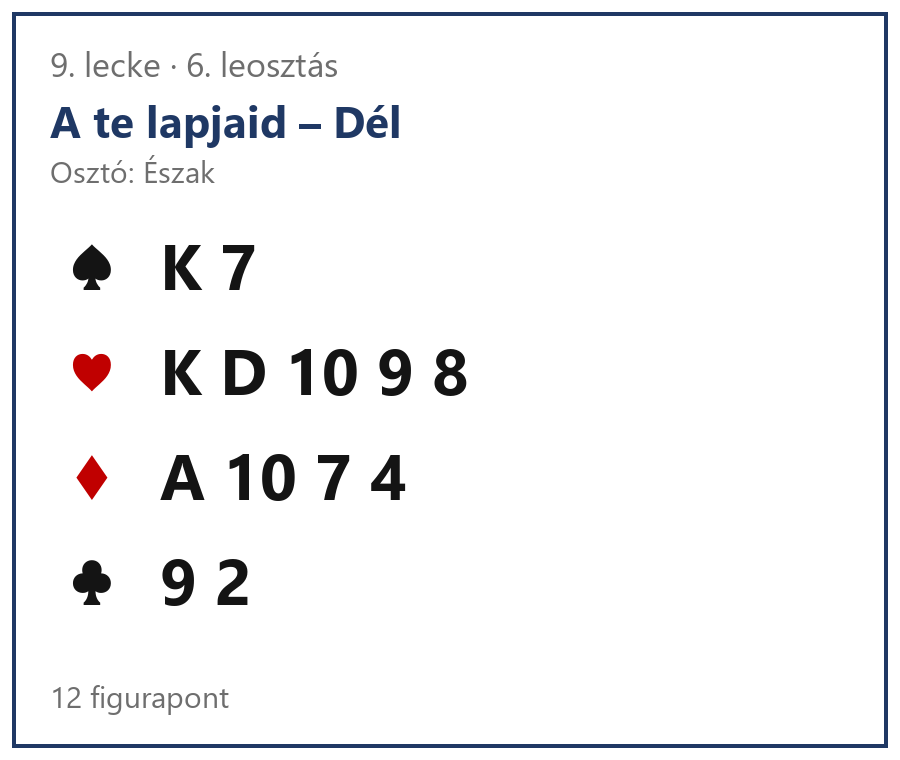 9. lecke · 6. leosztás
A te lapjaid – Dél
Osztó: Észak
♠ K 7
♥ K D 10 9 8
♦ A 10 7 4
♣ 9 2
12 figurapont